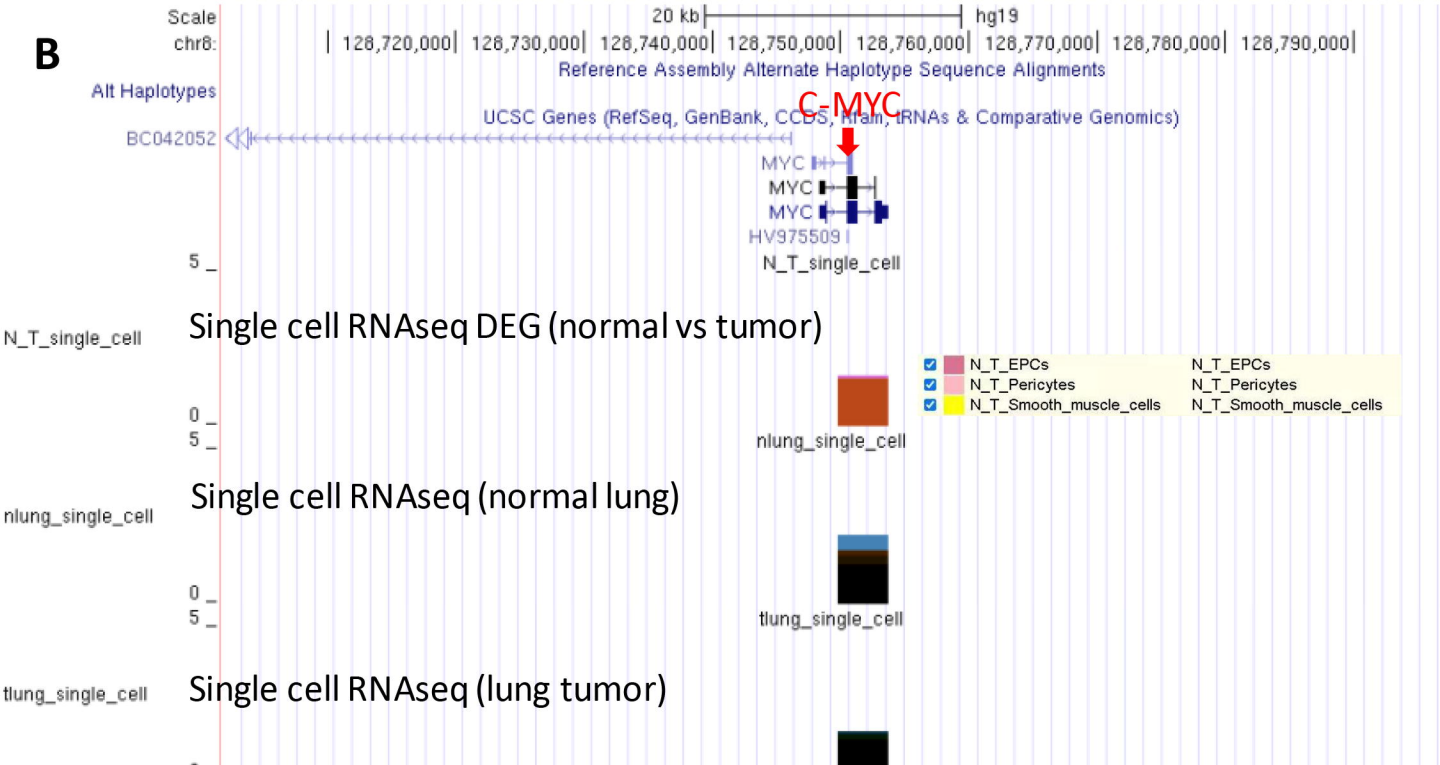 B
Scale 20 kb hg19
chr8: 128,720,000 128,730,000 128,740,000 128,750,000 128,760,000 128,770,000 128,780,000 128,790,000
Reference Assembly Alternate Haplotype Sequence Alignments
Alt Haplotypes
C-MYC
UCSC Genes (RefSeq, GenBank, CCDS, Rfam, tRNAs & Comparative Genomics)
BC042052
MYC
MYC
MYC
HV975509
5 _ N_T_single_cell
Single cell RNAseq DEG (normal vs tumor)
N_T_single_cell
N_T_EPCs N_T_EPCs
N_T_Pericytes N_T_Pericytes
N_T_Smooth_muscle_cells N_T_Smooth_muscle_cells
0 _
5 _ nlung_single_cell
Single cell RNAseq (normal lung)
nlung_single_cell
0 _
5 _ tlung_single_cell
Single cell RNAseq (lung tumor)
tlung_single_cell